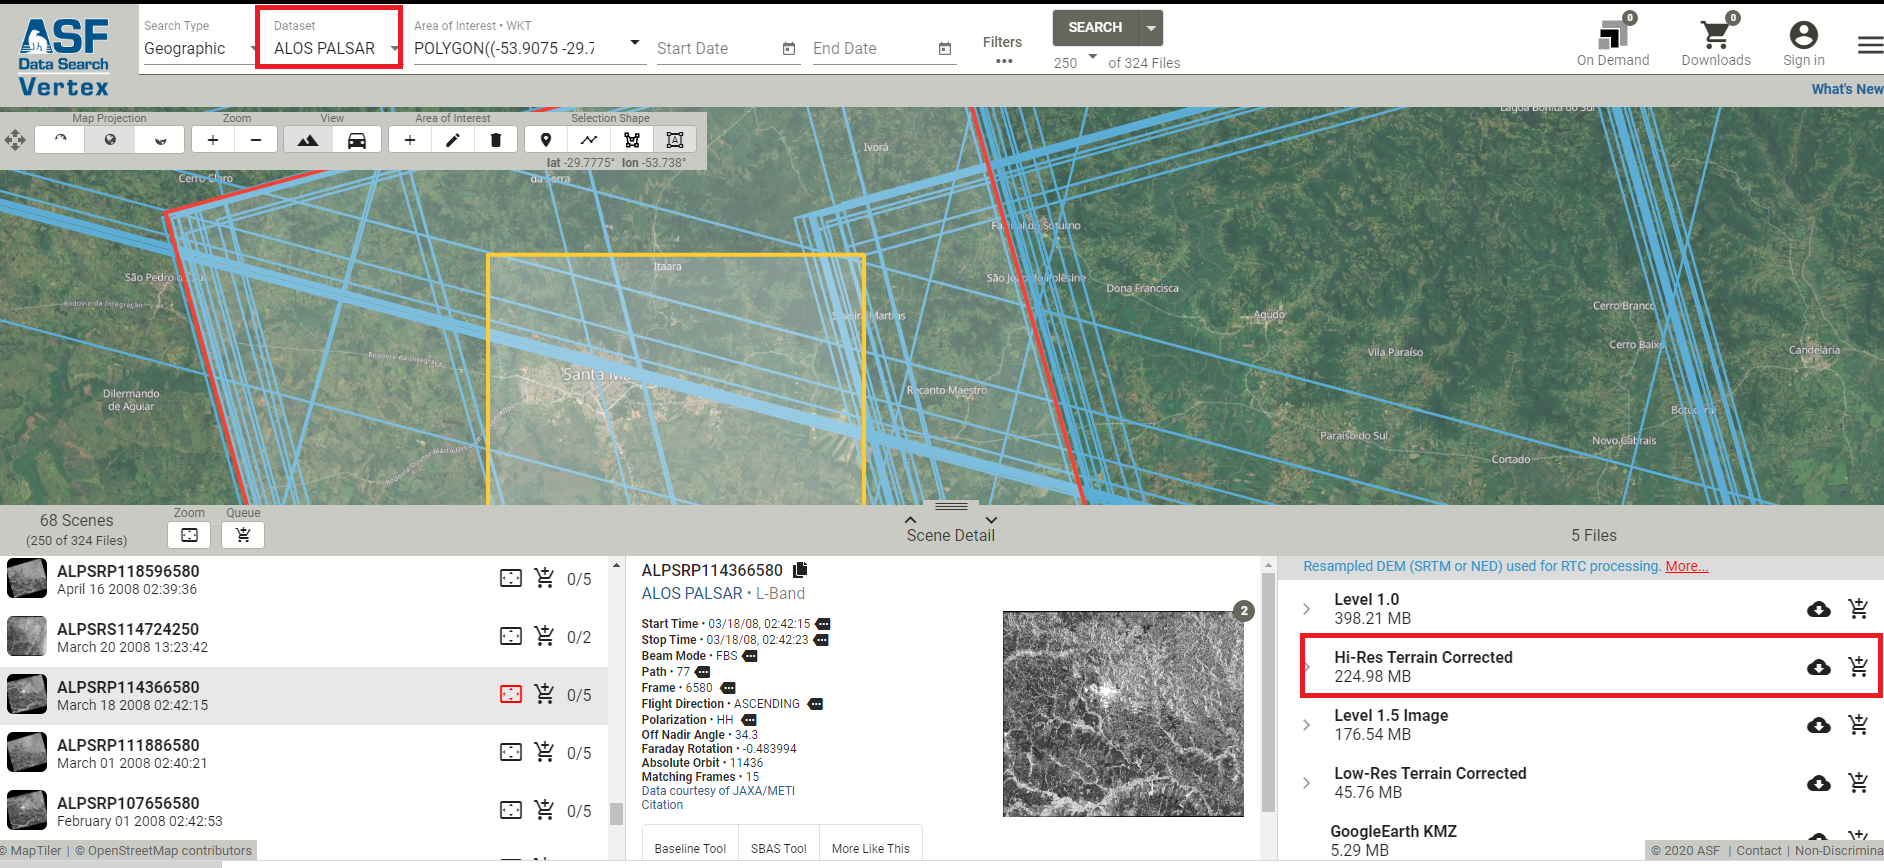 ASF
Data Search
Vertex
Search Type
Geographic
Dataset
ALOS PALSAR
Area of Interest • WKT
POLYGON((-53.9075 -29.7
Start Date
End Date
Filters
•••
SEARCH
250 of 324 Files
0
On Demand
0
Downloads
Sign in
What's New
Map Projection
Zoom
View
Area of Interest
Selection Shape
lat -29.7775° lon -53.738°
Lagoa Bonita do Sul
Ivorá
Cerro Claro
da Serra
São Pedro do Sul
Itaara
São João do Polêsine
Dona Francisca
Rodovia da Integração
Silveira Martins
Agudo
Cerro Branco
Rodovia da Integração
Vila Paraíso
Cerro Baixo
Candelária
Santa Ma
Dilermando
de Aguiar
Recanto Maestro
Paraíso do Sul
Novo Cabrais
Cortado
68 Scenes
(250 of 324 Files)
Zoom
Queue
Scene Detail
5 Files
ALPSRP118596580
April 16 2008 02:39:36
0/5
ALPSRS114724250
March 20 2008 13:23:42
0/2
ALPSRP114366580
March 18 2008 02:42:15
0/5
ALPSRP111886580
March 01 2008 02:40:21
0/5
ALPSRP107656580
February 01 2008 02:42:53
0/5
© MapTiler | © OpenStreetMap contributors
ALPSRP114366580
ALOS PALSAR • L-Band
Start Time • 03/18/08, 02:42:15
Stop Time • 03/18/08, 02:42:23
Beam Mode • FBS
Path • 77
Frame • 6580
Flight Direction • ASCENDING
Polarization • HH
Off Nadir Angle • 34.3
Faraday Rotation • -0.483994
Absolute Orbit • 11436
Matching Frames • 15
Data courtesy of JAXA/METI
Citation
2
Baseline Tool
SBAS Tool
More Like This
Resampled DEM (SRTM or NED) used for RTC processing. More...
Level 1.0
398.21 MB
Hi-Res Terrain Corrected
224.98 MB
Level 1.5 Image
176.54 MB
Low-Res Terrain Corrected
45.76 MB
GoogleEarth KMZ
5.29 MB
© 2020 ASF | Contact | Non-Discrimina